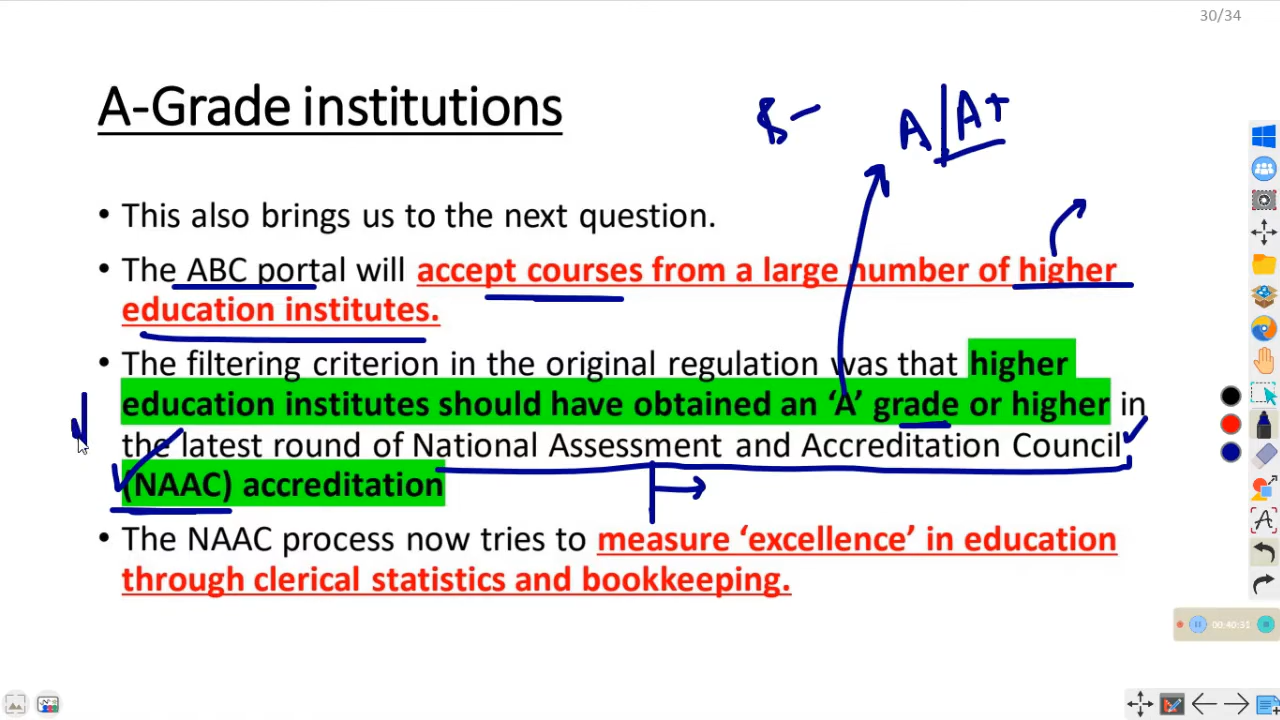 30/34
A-Grade institutions
A | A+
• This also brings us to the next question.
• The ABC portal will accept courses from a large number of higher
education institutes.
• The filtering criterion in the original regulation was that higher
education institutes should have obtained an ‘A’ grade or higher in
the latest round of National Assessment and Accreditation Council
(NAAC) accreditation
• The NAAC process now tries to measure ‘excellence’ in education
through clerical statistics and bookkeeping.
00:40:31